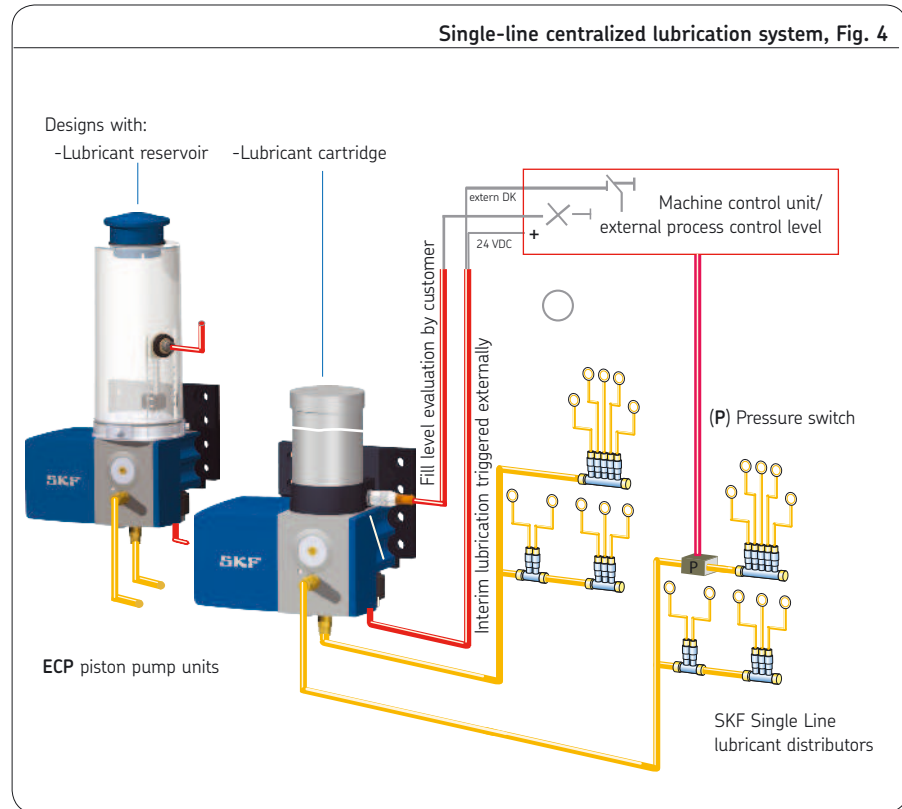 Single-line centralized lubrication system, Fig. 4
Designs with:
-Lubricant reservoir
-Lubricant cartridge
extern DK
24 VDC
+
Machine control unit/
external process control level
Fill level evaluation by customer
Interim lubrication triggered externally
(P) Pressure switch
P
SKF
SKF
ECP piston pump units
SKF Single Line
lubricant distributors